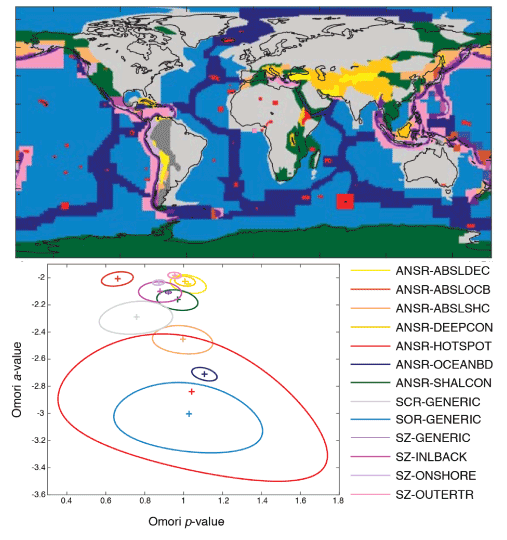 -2
-2.2
-2.4
-2.6
-2.8
-3
-3.2
-3.4
-3.6
0.4 0.6 0.8 1 1.2 1.4 1.6 1.8
Omori a-value
Omori p-value
ANSR-ABSLDEC
ANSR-ABSLOCB
ANSR-ABSLSHC
ANSR-DEEPCON
ANSR-HOTSPOT
ANSR-OCEANBD
ANSR-SHALCON
SCR-GENERIC
SOR-GENERIC
SZ-GENERIC
SZ-INLBACK
SZ-ONSHORE
SZ-OUTERTR